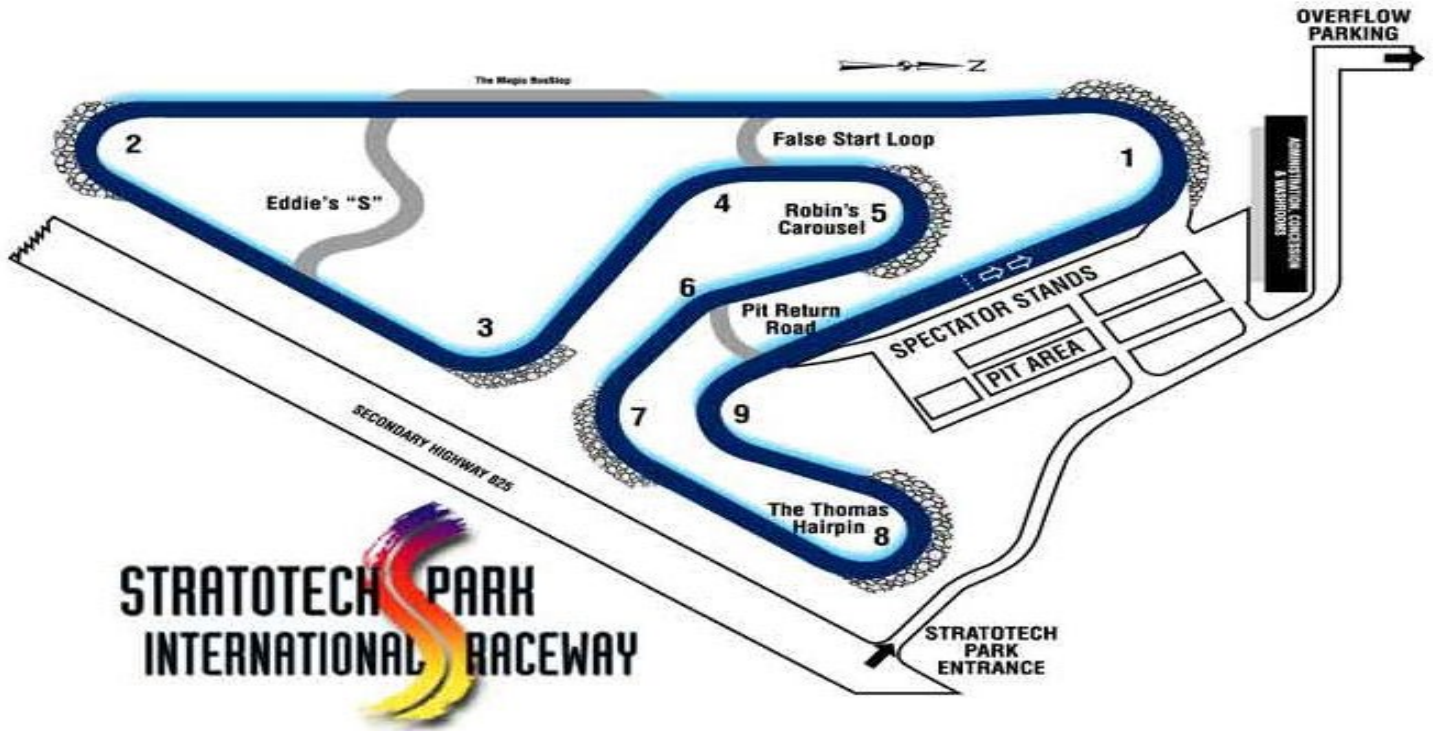 OVERFLOW
PARKING
The Magic BusStop
Z
False Start Loop
2
1
ADMINISTRATION, CONCESSION
& WASHROOMS
Eddie's "S"
4
Robin's
Carousel
5
6
Pit Return
Road
SPECTATOR STANDS
PIT AREA
3
7
9
SECONDARY HIGHWAY 825
The Thomas
Hairpin
8
STRATOTECH PARK
INTERNATIONAL RACEWAY
STRATOTECH
PARK
ENTRANCE